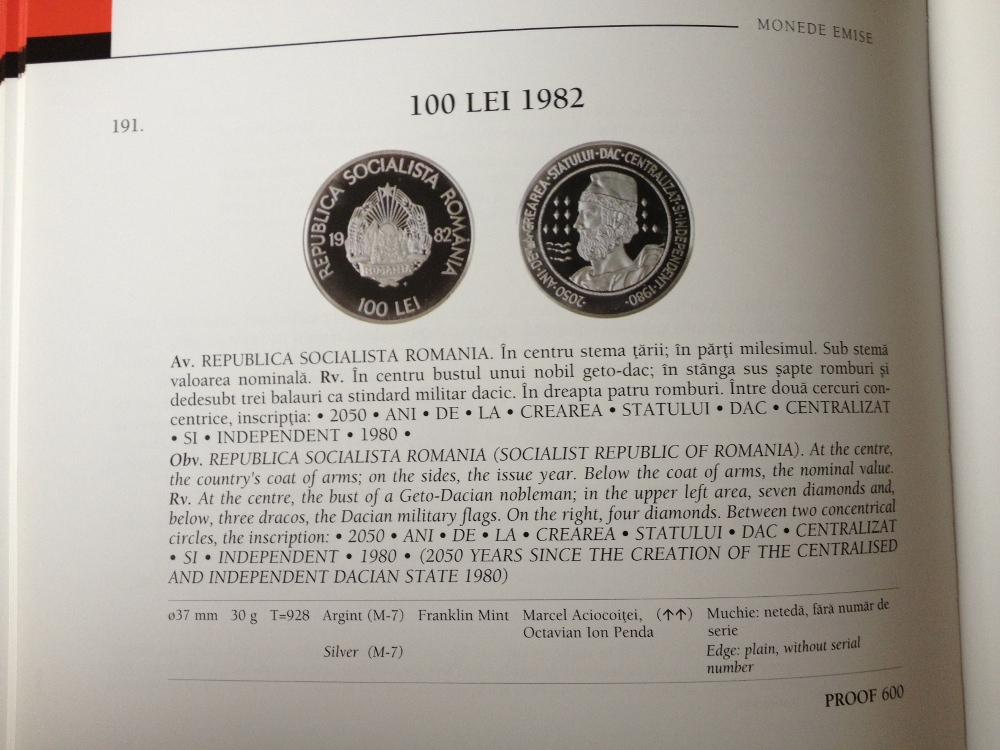 MONEDE EMISE
100 LEI 1982
191.
REPUBLICA SOCIALISTA ROMÂNIA
19 82
ROMANIA
100 LEI
·2050·ANI·DE·LA·CREAREA·STATULUI·DAC·CENTRALIZAT·SI·INDEPENDENT·1980·
Av. REPUBLICA SOCIALISTA ROMANIA. În centru stema ţării; în părţi milesimul. Sub stemă
valoarea nominală. Rv. În centru bustul unui nobil geto-dac; în stânga sus şapte romburi şi
dedesubt trei balauri ca stindard militar dacic. În dreapta patru romburi. Între două cercuri con-
centrice, inscripţia: • 2050 • ANI • DE • LA • CREAREA • STATULUI • DAC • CENTRALIZAT
• SI • INDEPENDENT • 1980 •
Obv. REPUBLICA SOCIALISTA ROMANIA (SOCIALIST REPUBLIC OF ROMANIA). At the centre,
the country's coat of arms; on the sides, the issue year. Below the coat of arms, the nominal value.
Rv. At the centre, the bust of a Geto-Dacian nobleman; in the upper left area, seven diamonds and,
below, three dracos, the Dacian military flags. On the right, four diamonds. Between two concentrical
circles, the inscription: • 2050 • ANI • DE • LA • CREAREA • STATULUI • DAC • CENTRALIZAT
• SI • INDEPENDENT • 1980 • (2050 YEARS SINCE THE CREATION OF THE CENTRALISED
AND INDEPENDENT DACIAN STATE 1980)
ø37 mm 30 g T=928 Argint (M-7) Franklin Mint Marcel Aciocoiţei, (↑↑) Muchie: netedă, fără număr de
Octavian Ion Penda serie
Silver (M-7) Edge: plain, without serial
number
PROOF 600